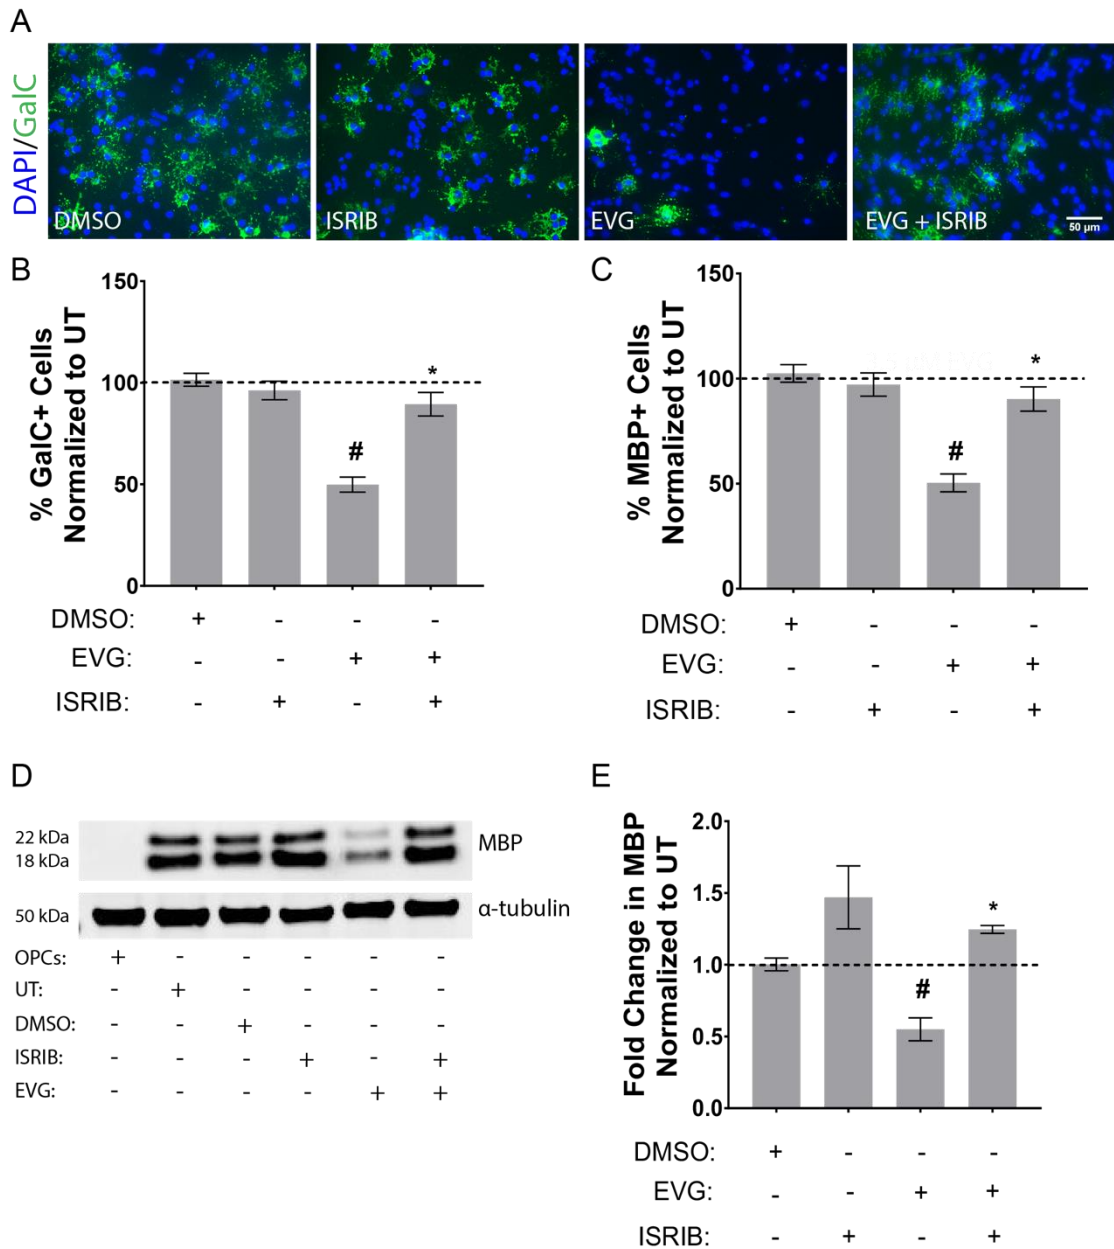 A
DAPI/GalC
DMSO
ISRIB
EVG
EVG + ISRIB
50 µm
B
% GalC+ Cells
Normalized to UT
150
100
50
0
#
*
DMSO: + - - -
EVG: - - + +
ISRIB: - + - +
C
% MBP+ Cells
Normalized to UT
150
100
50
0
#
*
DMSO: + - - -
EVG: - - + +
ISRIB: - + - +
D
22 kDa
18 kDa
MBP
50 kDa
α-tubulin
OPCs: + - - - - -
UT: - + - - - -
DMSO: - - + - - -
ISRIB: - - - + - +
EVG: - - - - + +
E
Fold Change in MBP
Normalized to UT
2.0
1.5
1.0
0.5
0.0
#
*
DMSO: + - - -
EVG: - - + +
ISRIB: - + - +